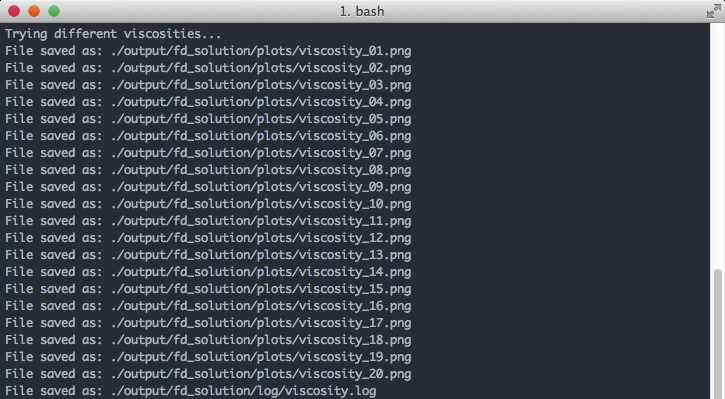 1. bash
Trying different viscosities...
File saved as: ./output/fd_solution/plots/viscosity_01.png
File saved as: ./output/fd_solution/plots/viscosity_02.png
File saved as: ./output/fd_solution/plots/viscosity_03.png
File saved as: ./output/fd_solution/plots/viscosity_04.png
File saved as: ./output/fd_solution/plots/viscosity_05.png
File saved as: ./output/fd_solution/plots/viscosity_06.png
File saved as: ./output/fd_solution/plots/viscosity_07.png
File saved as: ./output/fd_solution/plots/viscosity_08.png
File saved as: ./output/fd_solution/plots/viscosity_09.png
File saved as: ./output/fd_solution/plots/viscosity_10.png
File saved as: ./output/fd_solution/plots/viscosity_11.png
File saved as: ./output/fd_solution/plots/viscosity_12.png
File saved as: ./output/fd_solution/plots/viscosity_13.png
File saved as: ./output/fd_solution/plots/viscosity_14.png
File saved as: ./output/fd_solution/plots/viscosity_15.png
File saved as: ./output/fd_solution/plots/viscosity_16.png
File saved as: ./output/fd_solution/plots/viscosity_17.png
File saved as: ./output/fd_solution/plots/viscosity_18.png
File saved as: ./output/fd_solution/plots/viscosity_19.png
File saved as: ./output/fd_solution/plots/viscosity_20.png
File saved as: ./output/fd_solution/log/viscosity.log